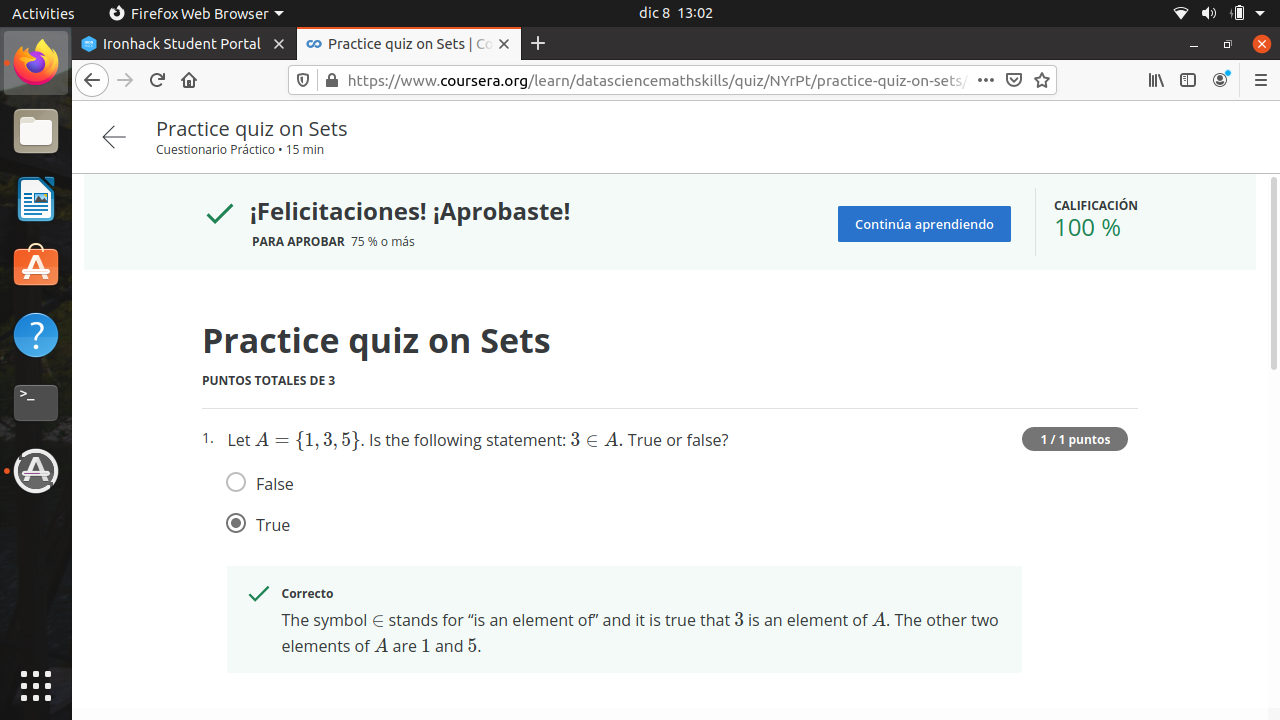 Activities Firefox Web Browser dic 8 13:02
Ironhack Student Portal Practice quiz on Sets | Co
https://www.coursera.org/learn/datasciencemathskills/quiz/NYrPt/practice-quiz-on-sets/
Practice quiz on Sets
Cuestionario Práctico • 15 min
¡Felicitaciones! ¡Aprobaste!
PARA APROBAR 75 % o más
Continúa aprendiendo
CALIFICACIÓN
100 %
Practice quiz on Sets
PUNTOS TOTALES DE 3
1. Let A = {1, 3, 5}. Is the following statement: 3 ∈ A. True or false?
1 / 1 puntos
False
True
Correcto
The symbol ∈ stands for “is an element of” and it is true that 3 is an element of A. The other two
elements of A are 1 and 5.